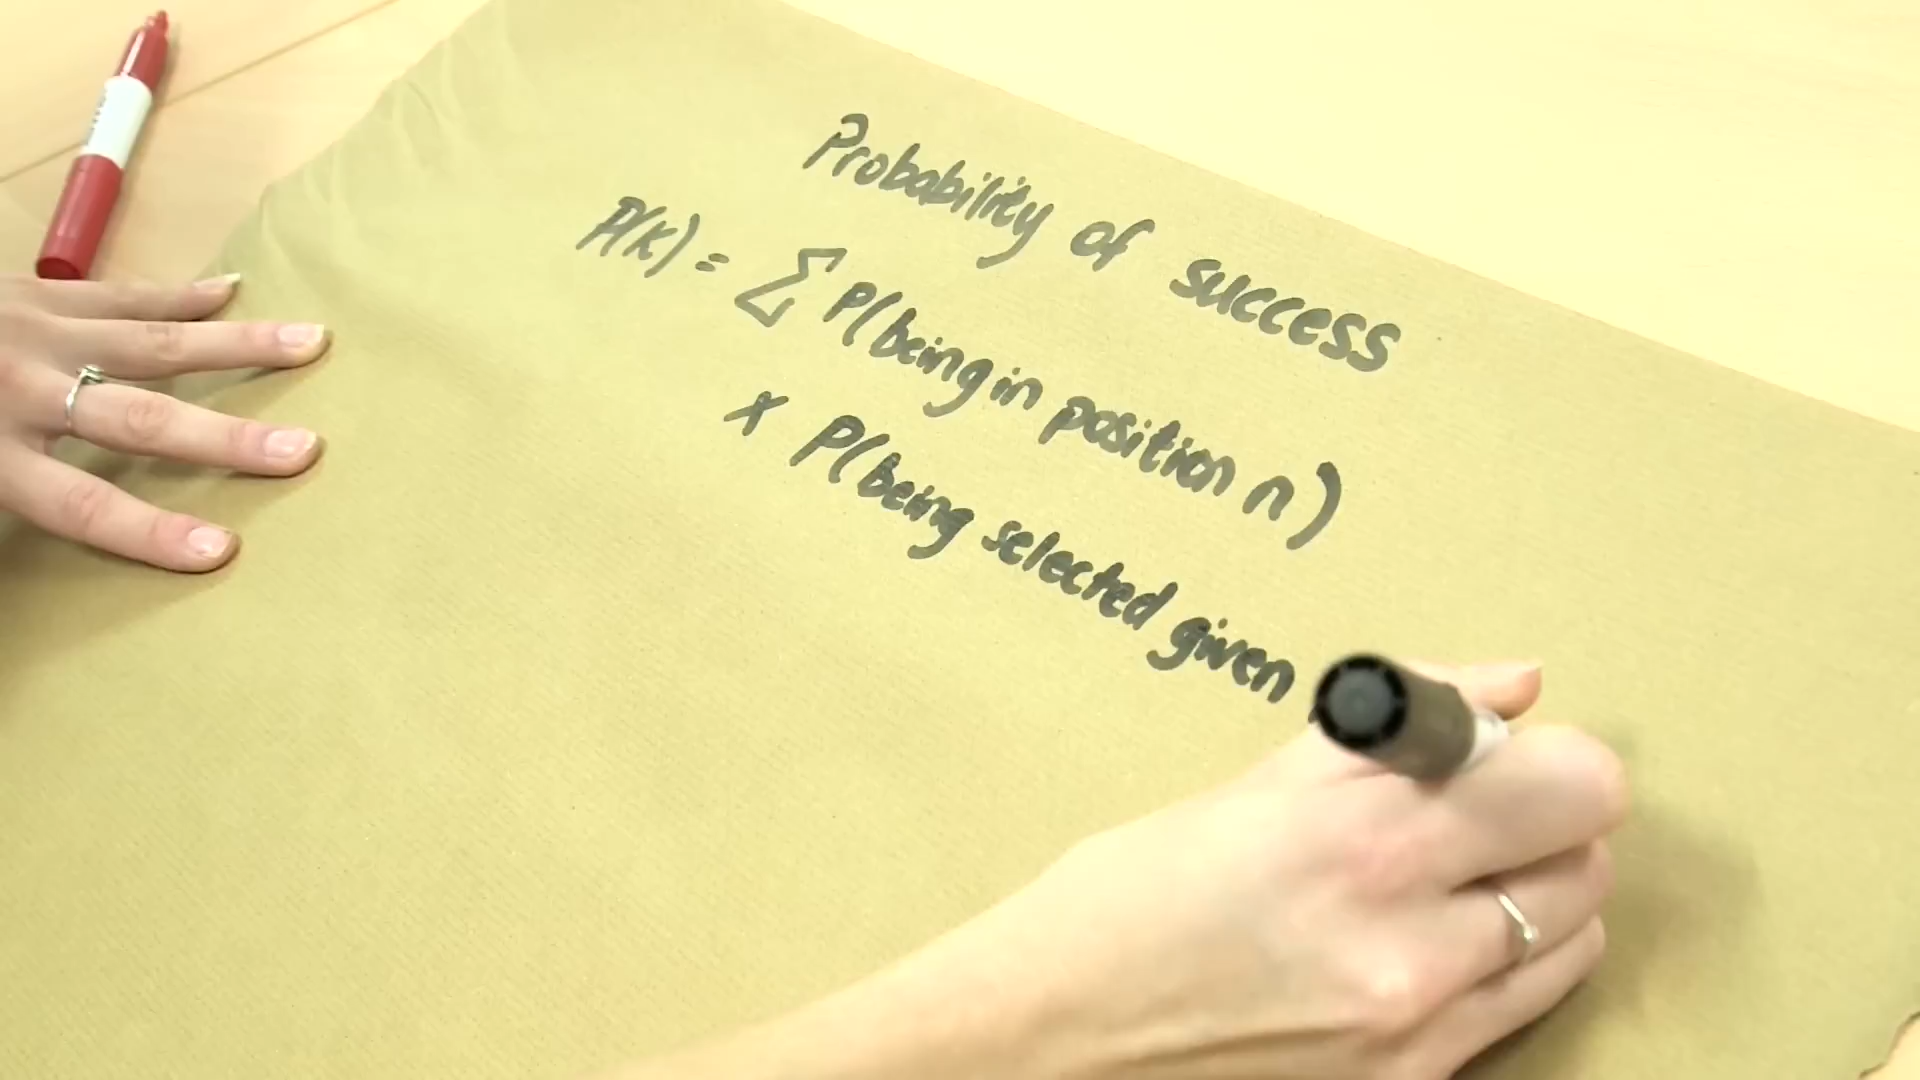 Probability of success
P(k) = ∑ P(being in position n)
x P(being selected given